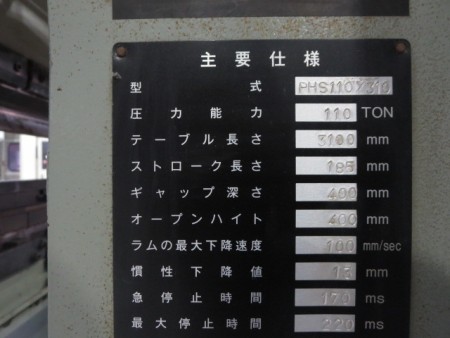 主要仕様
型式 PHS110×310
圧力能力 110 TON
テーブル長さ 3100 mm
ストローク長さ 185 mm
ギャップ深さ 400 mm
オープンハイト 400 mm
ラムの最大下降速度 100 mm/sec
慣性下降値 15 mm
急停止時間 170 ms
最大停止時間 220 ms